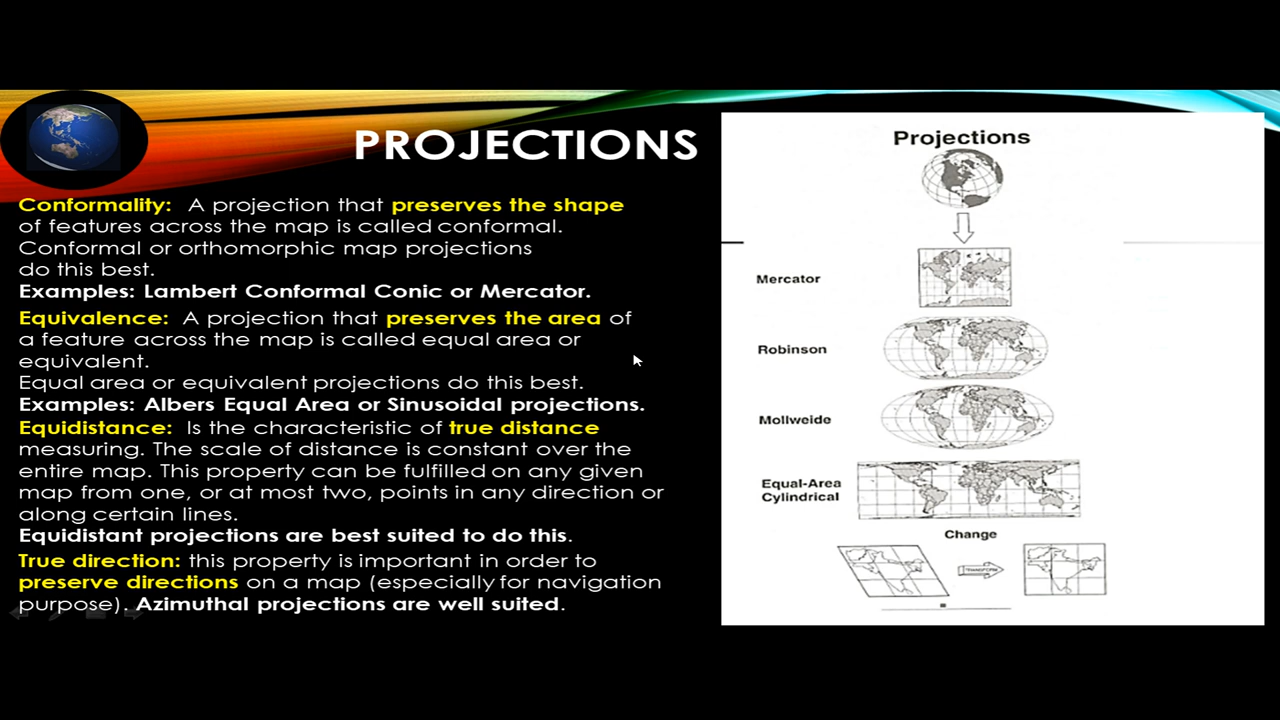 PROJECTIONS
Conformality: A projection that preserves the shape
of features across the map is called conformal.
Conformal or orthomorphic map projections
do this best.
Examples: Lambert Conformal Conic or Mercator.
Equivalence: A projection that preserves the area of
a feature across the map is called equal area or
equivalent.
Equal area or equivalent projections do this best.
Examples: Albers Equal Area or Sinusoidal projections.
Equidistance: Is the characteristic of true distance
measuring. The scale of distance is constant over the
entire map. This property can be fulfilled on any given
map from one, or at most two, points in any direction or
along certain lines.
Equidistant projections are best suited to do this.
True direction: this property is important in order to
preserve directions on a map (especially for navigation
purpose). Azimuthal projections are well suited.
Projections
Mercator
Robinson
Mollweide
Equal-Area
Cylindrical
Change
TRANSFORM